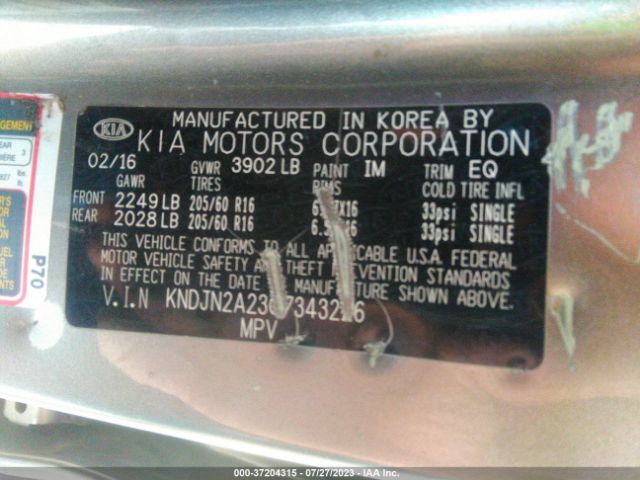 MANUFACTURED IN KOREA BY
KIA KIA MOTORS CORPORATION
02/16 GVWR 3902 LB PAINT IM TRIM EQ
GAWR TIRES RIMS COLD TIRE INFL
FRONT 2249 LB 205/60 R16 33psi SINGLE
REAR 2028 LB 205/60 R16 33psi SINGLE
THIS VEHICLE CONFORMS TO ALL APPLICABLE U.S.A. FEDERAL
MOTOR VEHICLE SAFETY AND THEFT PREVENTION STANDARDS
IN EFFECT ON THE DATE OF MANUFACTURE SHOWN ABOVE.
V.I.N
MPV
P70
000-37204315 - 07/27/2023 - IAA Inc.